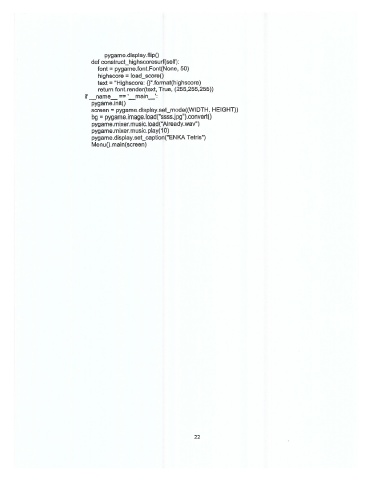 pygame.display.flip()
def construct_highscoresurf(self):
font = pygame.font.Font(None, 50)
highscore = load_score()
text = "Highscore: {}".format(highscore)
return font.render(text, True, (255,255,255))
if __name__ == '__main__':
pygame.init()
screen = pygame.display.set_mode((WIDTH, HEIGHT))
bg = pygame.image.load("ssss.jpg").convert()
pygame.mixer.music.load("Already.wav")
pygame.mixer.music.play(10)
pygame.display.set_caption("ENKA Tetris")
Menu().main(screen)
22